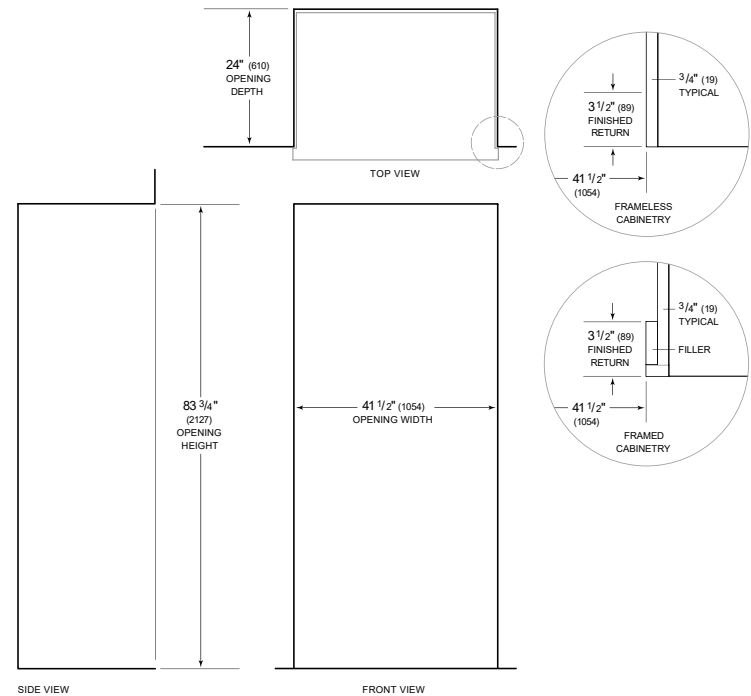 24" (610)
OPENING
DEPTH
TOP VIEW
3/4" (19)
TYPICAL
3 1/2" (89)
FINISHED
RETURN
41 1/2"
(1054)
FRAMELESS
CABINETRY
3/4" (19)
TYPICAL
3 1/2" (89)
FINISHED
RETURN
FILLER
41 1/2"
(1054)
FRAMED
CABINETRY
83 3/4"
(2127)
OPENING
HEIGHT
41 1/2" (1054)
OPENING WIDTH
SIDE VIEW
FRONT VIEW